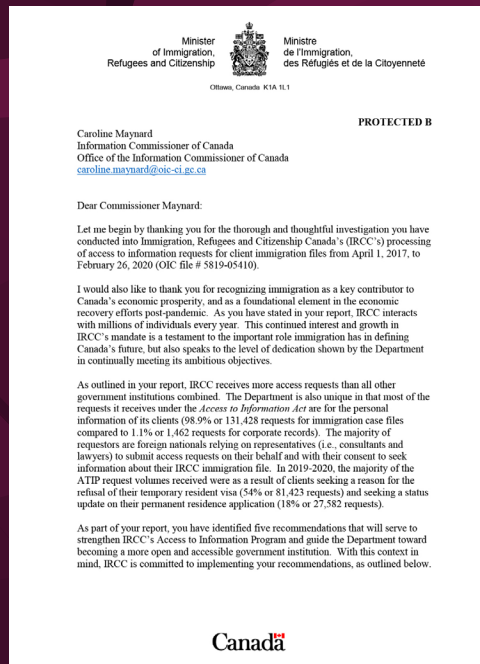 Minister
of Immigration,
Refugees and Citizenship
Ministre
de l'Immigration,
des Réfugiés et de la Citoyenneté
Ottawa, Canada K1A 1L1
PROTECTED B
Caroline Maynard
Information Commissioner of Canada
Office of the Information Commissioner of Canada
caroline.maynard@oic-ci.gc.ca
Dear Commissioner Maynard:
Let me begin by thanking you for the thorough and thoughtful investigation you have
conducted into Immigration, Refugees and Citizenship Canada's (IRCC's) processing
of access to information requests for client immigration files from April 1, 2017, to
February 26, 2020 (OIC file # 5819-05410).
I would also like to thank you for recognizing immigration as a key contributor to
Canada's economic prosperity, and as a foundational element in the economic
recovery efforts post-pandemic. As you have stated in your report, IRCC interacts
with millions of individuals every year. This continued interest and growth in
IRCC's mandate is a testament to the important role immigration has in defining
Canada's future, but also speaks to the level of dedication shown by the Department
in continually meeting its ambitious objectives.
As outlined in your report, IRCC receives more access requests than all other
government institutions combined. The Department is also unique in that most of the
requests it receives under the Access to Information Act are for the personal
information of its clients (98.9% or 131,428 requests for immigration case files
compared to 1.1% or 1,462 requests for corporate records). The majority of
requestors are foreign nationals relying on representatives (i.e., consultants and
lawyers) to submit access requests on their behalf and with their consent to seek
information about their IRCC immigration file. In 2019-2020, the majority of the
ATIP request volumes received were as a result of clients seeking a reason for the
refusal of their temporary resident visa (54% or 81,423 requests) and seeking a status
update on their permanent residence application (18% or 27,582 requests).
As part of your report, you have identified five recommendations that will serve to
strengthen IRCC's Access to Information Program and guide the Department toward
becoming a more open and accessible government institution. With this context in
mind, IRCC is committed to implementing your recommendations, as outlined below.
Canada